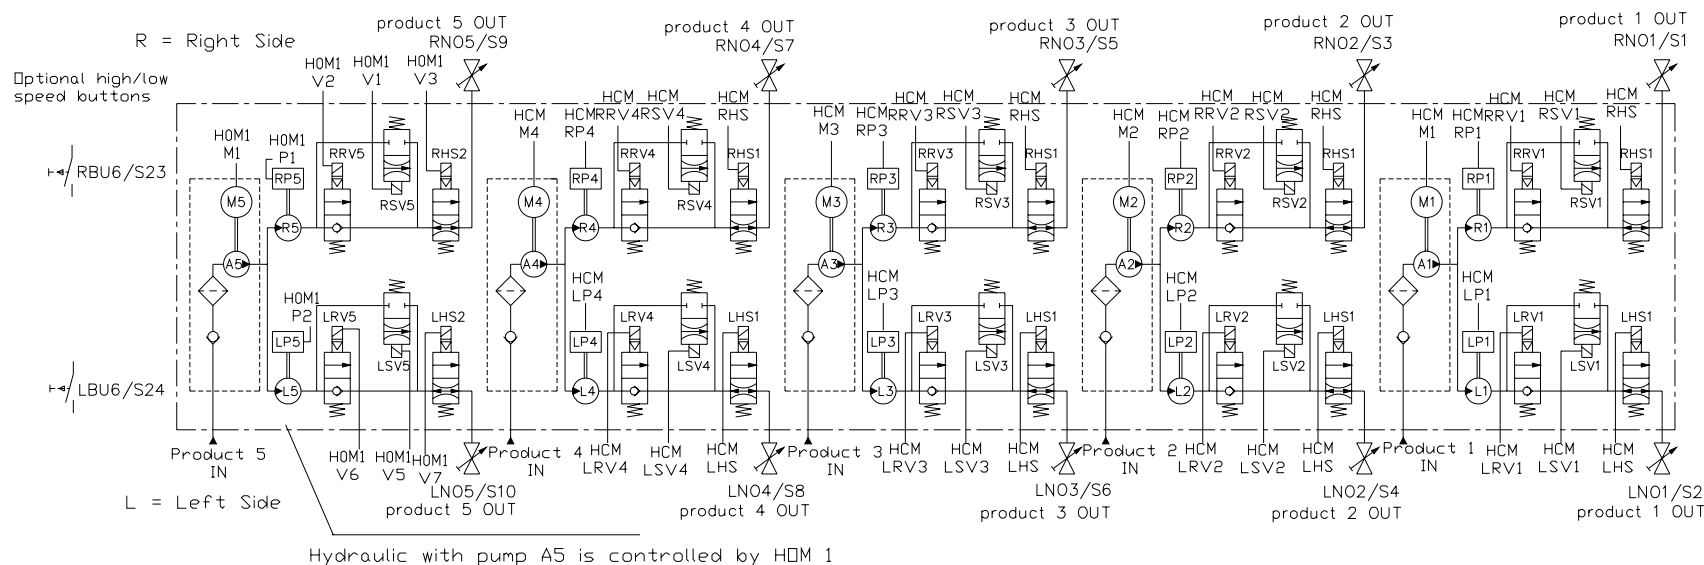 product 5 OUT
RNO5/S9
product 4 OUT
RNO4/S7
product 3 OUT
RNO3/S5
product 2 OUT
RNO2/S3
product 1 OUT
RNO1/S1
R = Right Side
Optional high/low
speed buttons
HOM1
V2
HOM1
V1
HOM1
V3
HOM1
M1
HOM1
P1
HCM
M4
HCM
RP4
HCM
RRV4
HCM
RSV4
HCM
RHS
HCM
M3
HCM
RP3
HCM
RRV3
HCM
RSV3
HCM
RHS
HCM
M2
HCM
RP2
HCM
RRV2
HCM
RSV2
HCM
RHS
HCM
M1
HCM
RP1
HCM
RRV1
HCM
RSV1
HCM
RHS
RBU6/S23
RRV5
RHS2
RP5
RSV5
M5
R5
A5
RRV4
RHS1
RP4
RSV4
M4
R4
A4
RRV3
RHS1
RP3
RSV3
M3
R3
A3
RRV2
RHS1
RP2
RSV2
M2
R2
A2
RRV1
RHS1
RP1
RSV1
M1
R1
A1
HOM1
P2
HCM
LP4
HCM
LP3
HCM
LP2
HCM
LP1
LBU6/S24
LRV5
LHS2
LP5
LSV5
L5
LRV4
LHS1
LP4
LSV4
L4
LRV3
LHS1
LP3
LSV3
L3
LRV2
LHS1
LP2
LSV2
L2
LRV1
LHS1
LP1
LSV1
L1
Product 5
IN
HOM1
V6
HOM1
V5
HOM1
V7
Product 4
IN
HCM
LRV4
HCM
LSV4
HCM
LHS
Product 3
IN
HCM
LRV3
HCM
LSV3
HCM
LHS
Product 2
IN
HCM
LRV2
HCM
LSV2
HCM
LHS
Product 1
IN
HCM
LRV1
HCM
LSV1
HCM
LHS
L = Left Side
LNO5/S10
product 5 OUT
LNO4/S8
product 4 OUT
LNO3/S6
product 3 OUT
LNO2/S4
product 2 OUT
LNO1/S2
product 1 OUT
Hydraulic with pump A5 is controlled by HOM 1